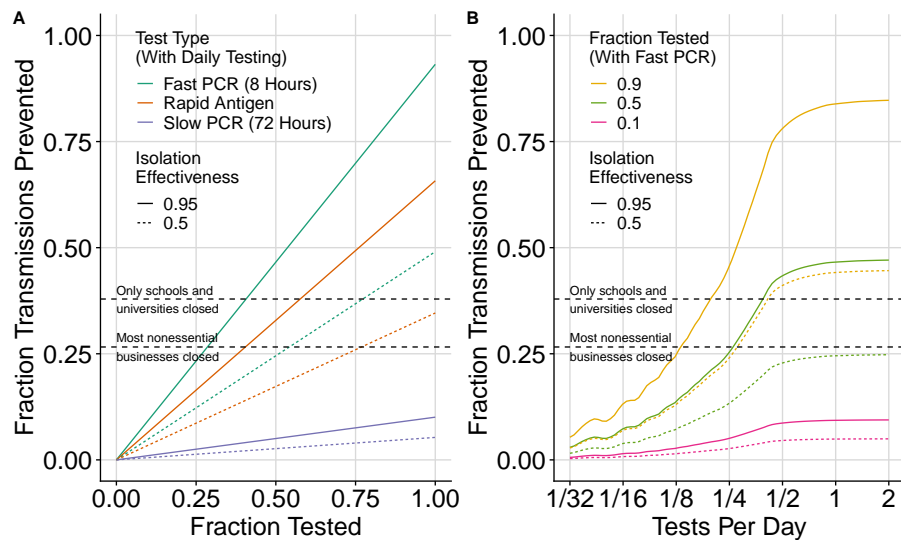 A
Fraction Transmissions Prevented
1.00
0.75
0.50
0.25
0.00
Test Type
(With Daily Testing)
Fast PCR (8 Hours)
Rapid Antigen
Slow PCR (72 Hours)
Isolation
Effectiveness
0.95
0.5
Only schools and
universities closed
Most nonessential
businesses closed
0.00 0.25 0.50 0.75 1.00
Fraction Tested
B
Fraction Transmissions Prevented
1.00
0.75
0.50
0.25
0.00
Fraction Tested
(With Fast PCR)
0.9
0.5
0.1
Isolation
Effectiveness
0.95
0.5
Only schools and
universities closed
Most nonessential
businesses closed
1/32 1/16 1/8 1/4 1/2 1 2
Tests Per Day